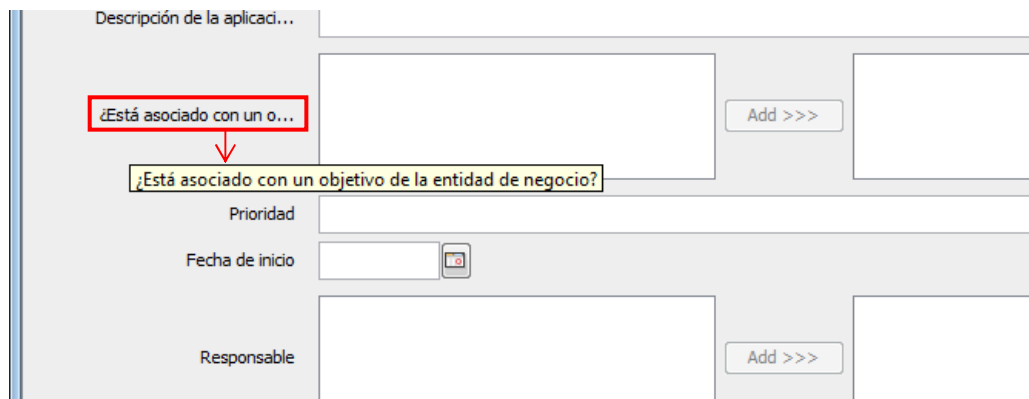 Descripción de la aplicaci...
¿Está asociado con un o...
Add >>>
¿Está asociado con un objetivo de la entidad de negocio?
Prioridad
Fecha de inicio
Responsable
Add >>>